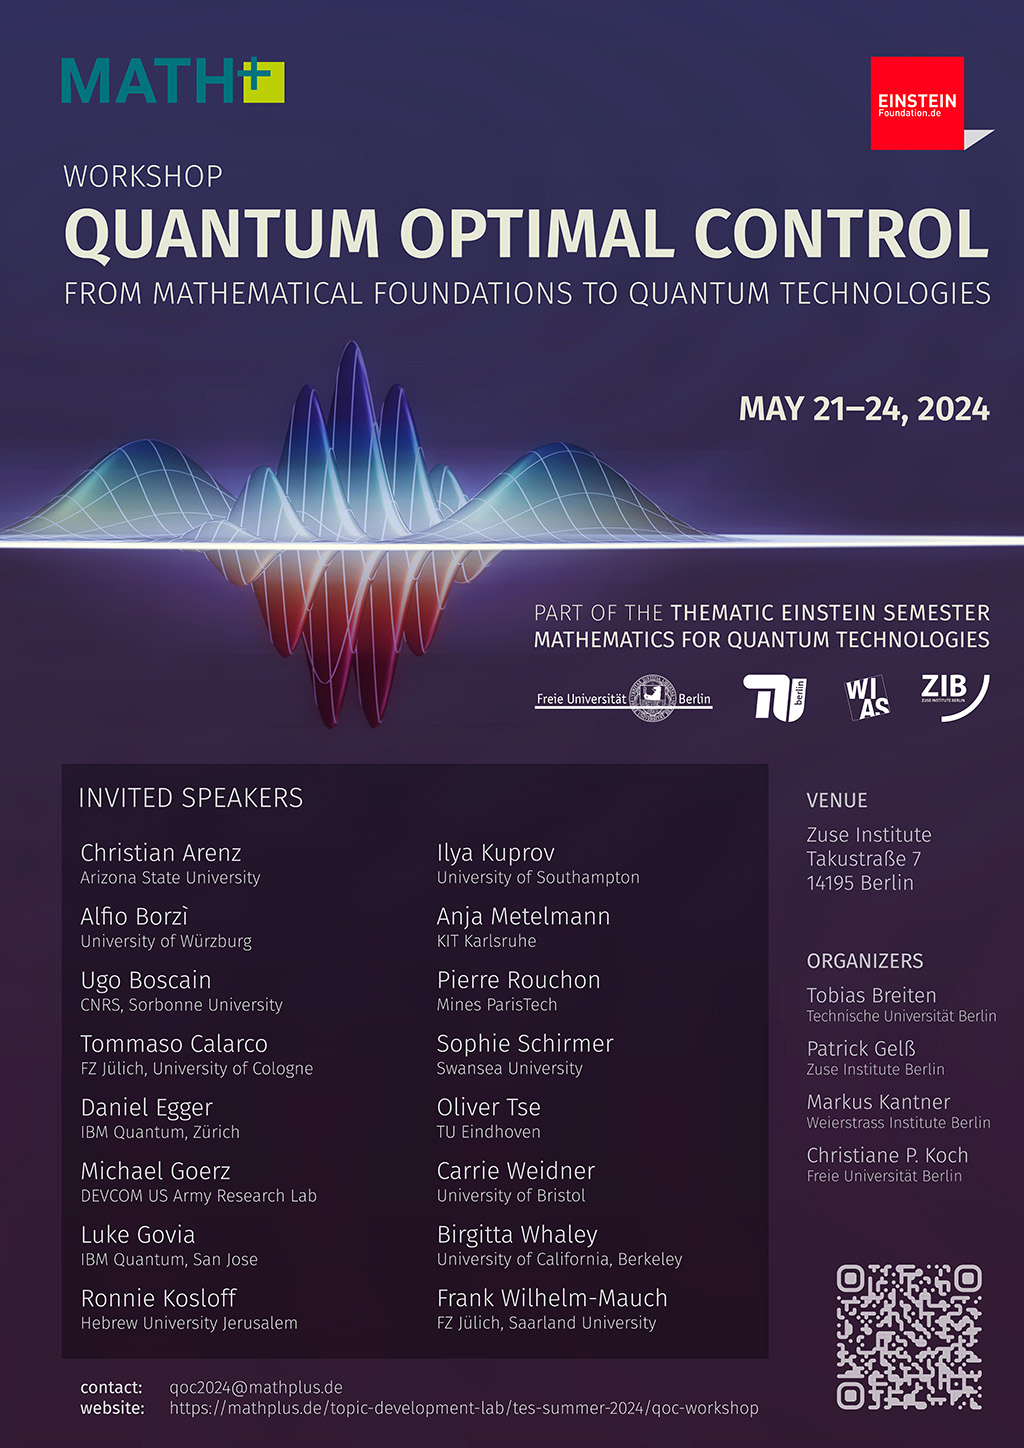 MATH+
EINSTEIN
Foundation.de
WORKSHOP
QUANTUM OPTIMAL CONTROL
FROM MATHEMATICAL FOUNDATIONS TO QUANTUM TECHNOLOGIES
MAY 21–24, 2024
PART OF THE THEMATIC EINSTEIN SEMESTER
MATHEMATICS FOR QUANTUM TECHNOLOGIES
Freie Universität Berlin
TU berlin
WI
AS
ZIB
ZUSE INSTITUTE BERLIN
INVITED SPEAKERS
Christian Arenz
Arizona State University
Alfio Borzì
University of Würzburg
Ugo Boscain
CNRS, Sorbonne University
Tommaso Calarco
FZ Jülich, University of Cologne
Daniel Egger
IBM Quantum, Zürich
Michael Goerz
DEVCOM US Army Research Lab
Luke Govia
IBM Quantum, San Jose
Ronnie Kosloff
Hebrew University Jerusalem
Ilya Kuprov
University of Southampton
Anja Metelmann
KIT Karlsruhe
Pierre Rouchon
Mines ParisTech
Sophie Schirmer
Swansea University
Oliver Tse
TU Eindhoven
Carrie Weidner
University of Bristol
Birgitta Whaley
University of California, Berkeley
Frank Wilhelm-Mauch
FZ Jülich, Saarland University
VENUE
Zuse Institute
Takustraße 7
14195 Berlin
ORGANIZERS
Tobias Breiten
Technische Universität Berlin
Patrick Gelß
Zuse Institute Berlin
Markus Kantner
Weierstrass Institute Berlin
Christiane P. Koch
Freie Universität Berlin
contact: qoc2024@mathplus.de
website: https://mathplus.de/topic-development-lab/tes-summer-2024/qoc-workshop